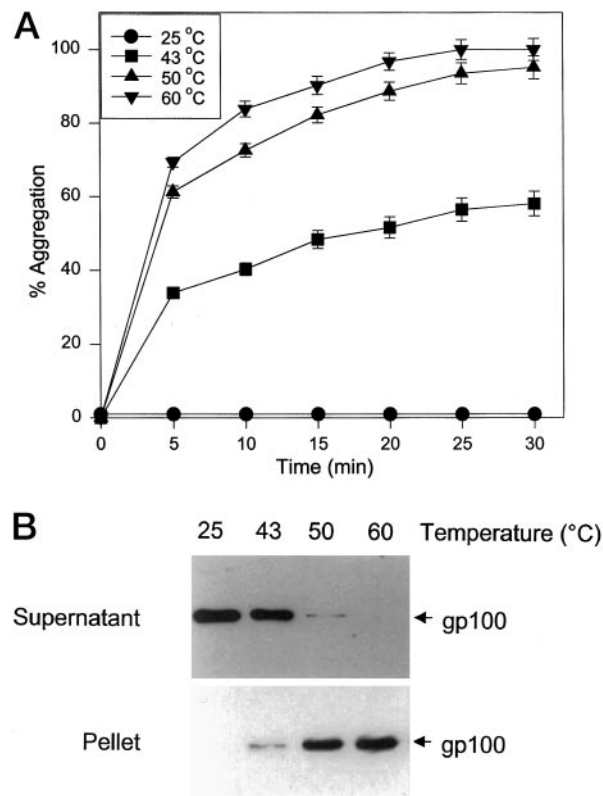 A
25 °C
43 °C
50 °C
60 °C
100
80
60
40
20
0
% Aggregation
0 5 10 15 20 25 30
Time (min)
B
25 43 50 60 Temperature (°C)
Supernatant gp100
Pellet gp100